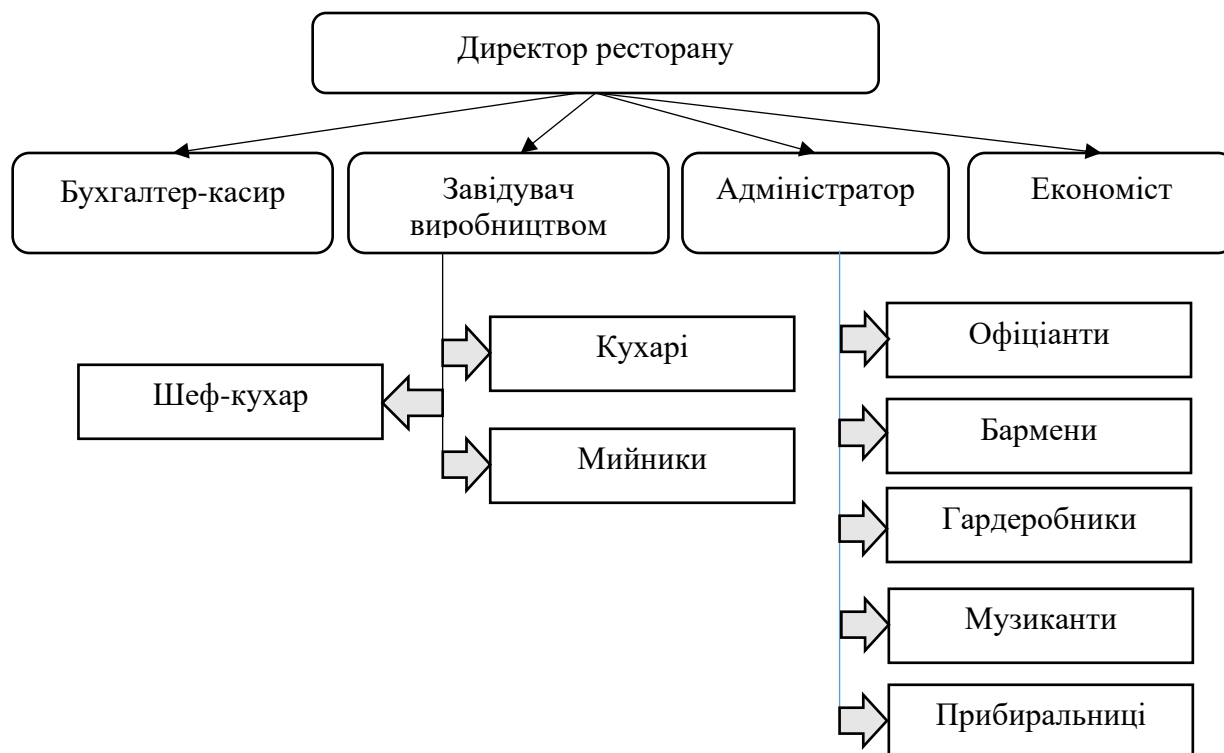 Директор ресторану
Бухгалтер-касир
Завідувач
виробництвом
Адміністратор
Економіст
Кухарі
Шеф-кухар
Мийники
Офіціанти
Бармени
Гардеробники
Музиканти
Прибиральниці